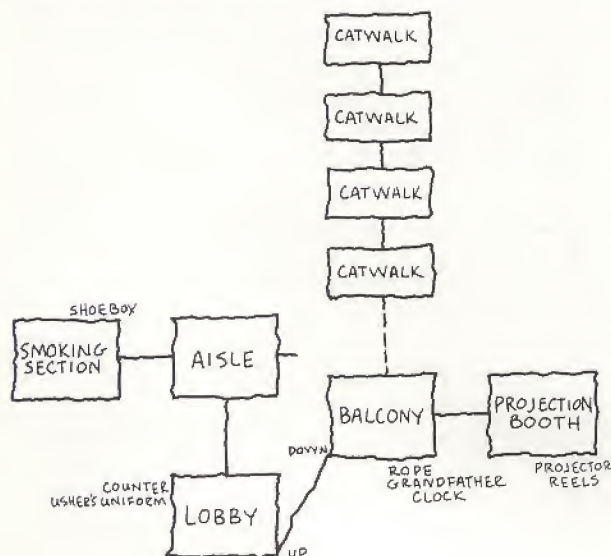 CATWALK
CATWALK
CATWALK
CATWALK
SHOEBOX
SMOKING
SECTION
AISLE
BALCONY
PROJECTION
BOOTH
DOWN
ROPE
GRANDFATHER
CLOCK
PROJECTOR
REELS
COUNTER
USHER'S UNIFORM
LOBBY
UP